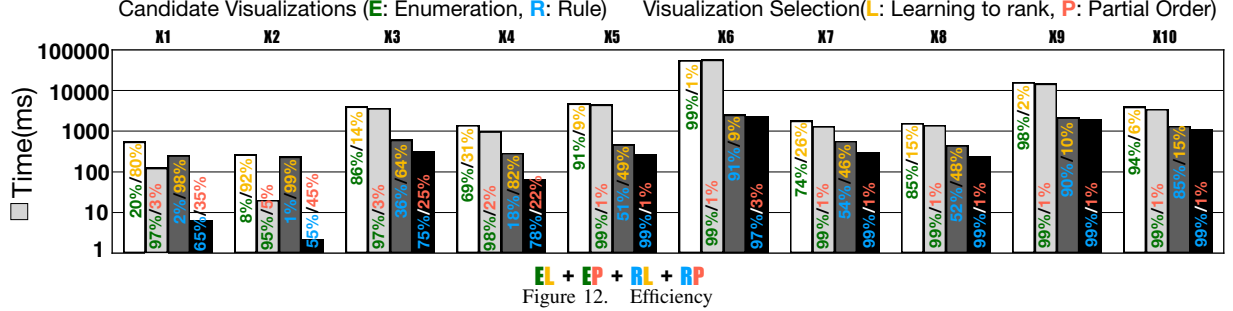 Candidate Visualizations (E: Enumeration, R: Rule) Visualization Selection(L: Learning to rank, P: Partial Order)
X1 X2 X3 X4 X5 X6 X7 X8 X9 X10
Time(ms)
100000
10000
1000
100
10
1
20%/80% 97%/3% 2%/98% 65%/35%
8%/92% 95%/5% 1%/99% 55%/45%
86%/14% 97%/3% 36%/64% 75%/25%
69%/31% 98%/2% 18%/82% 78%/22%
91%/9% 99%/1% 51%/49% 99%/1%
99%/1% 99%/1% 91%/9% 97%/3%
74%/26% 99%/1% 54%/46% 99%/1%
85%/15% 99%/1% 52%/48% 99%/1%
98%/2% 99%/1% 90%/10% 99%/1%
94%/6% 99%/1% 85%/15% 99%/1%
EL + EP + RL + RP
Figure 12. Efficiency